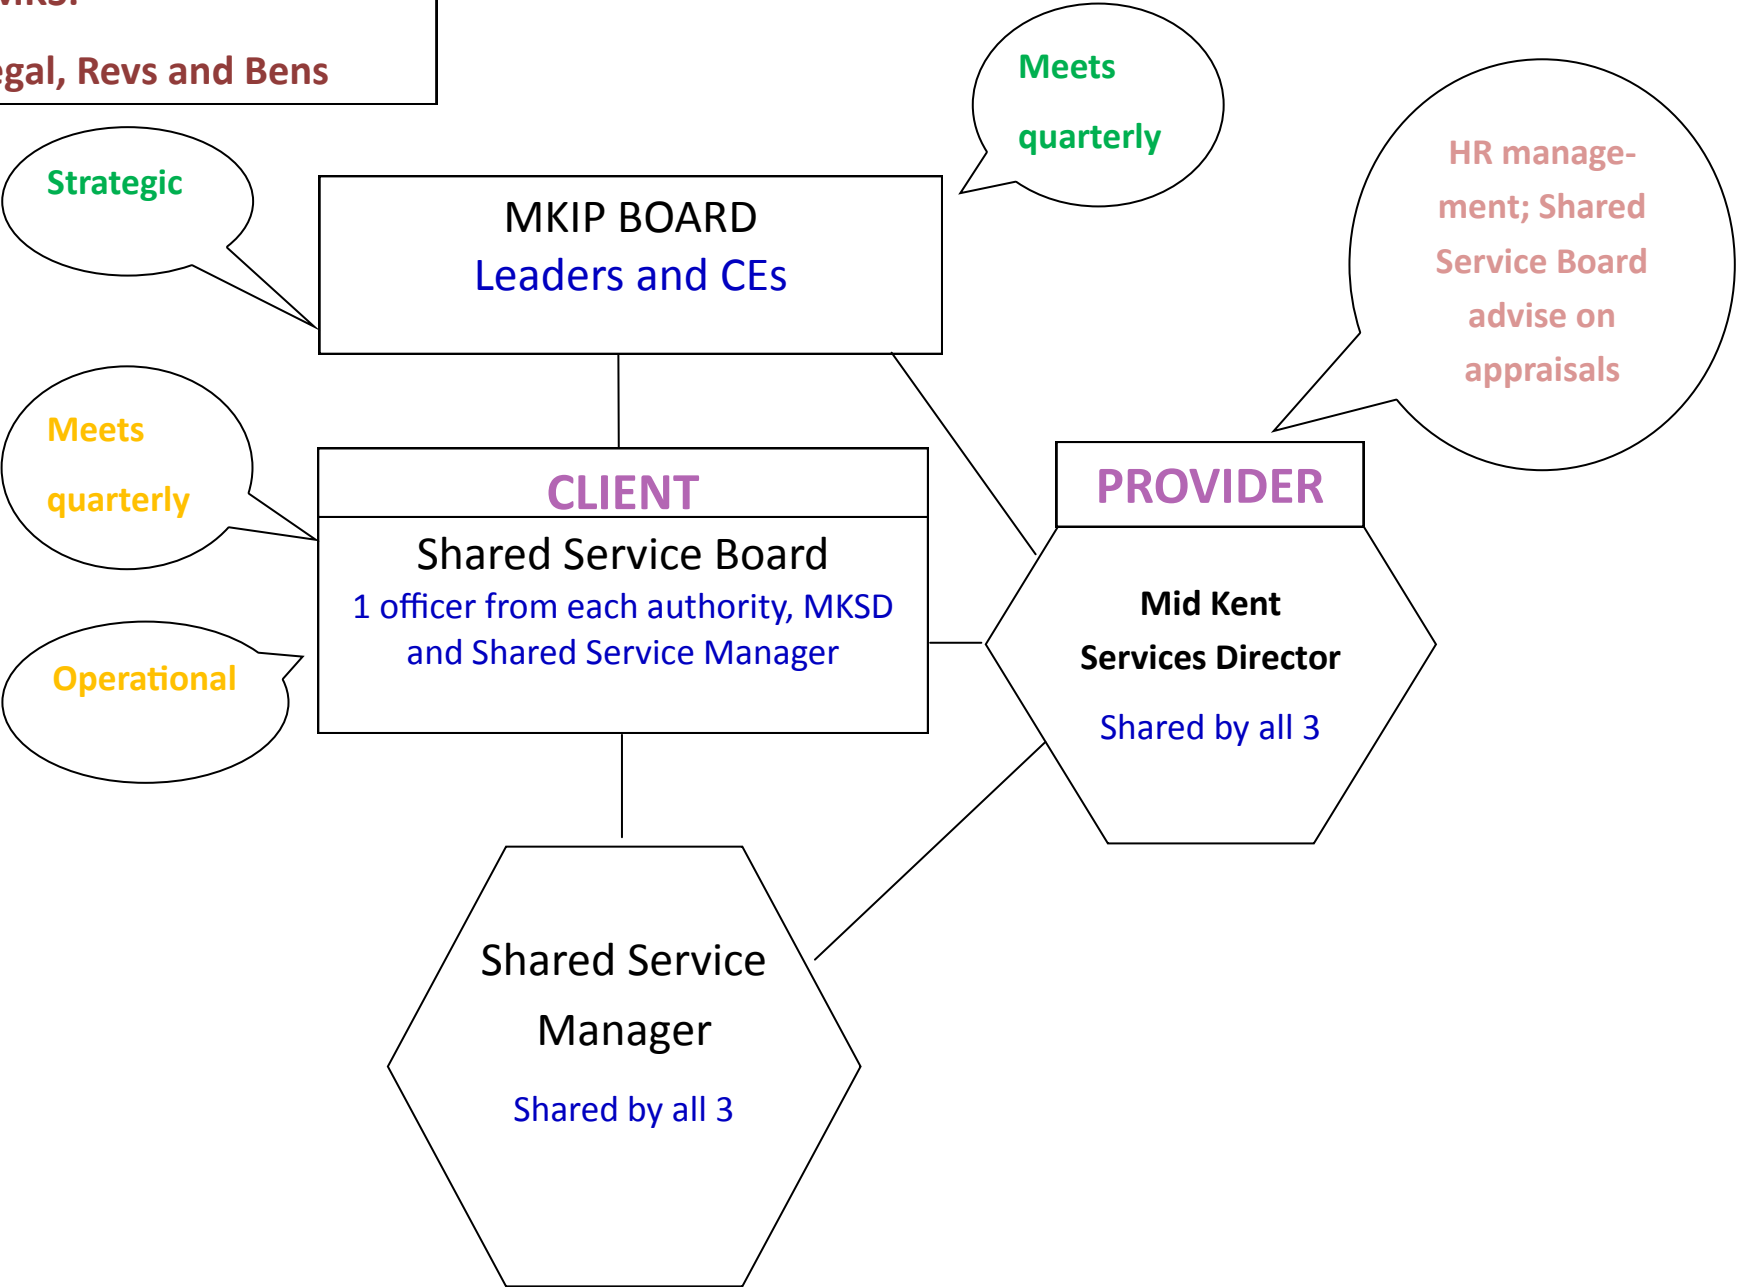 MKS:
egal, Revs and Bens
Meets
quarterly
Strategic
HR manage-
ment; Shared
Service Board
advise on
appraisals
MKIP BOARD
Leaders and CEs
Meets
quarterly
CLIENT
PROVIDER
Shared Service Board
1 officer from each authority, MKSD
and Shared Service Manager
Operational
Mid Kent
Services Director
Shared by all 3
Shared Service
Manager
Shared by all 3